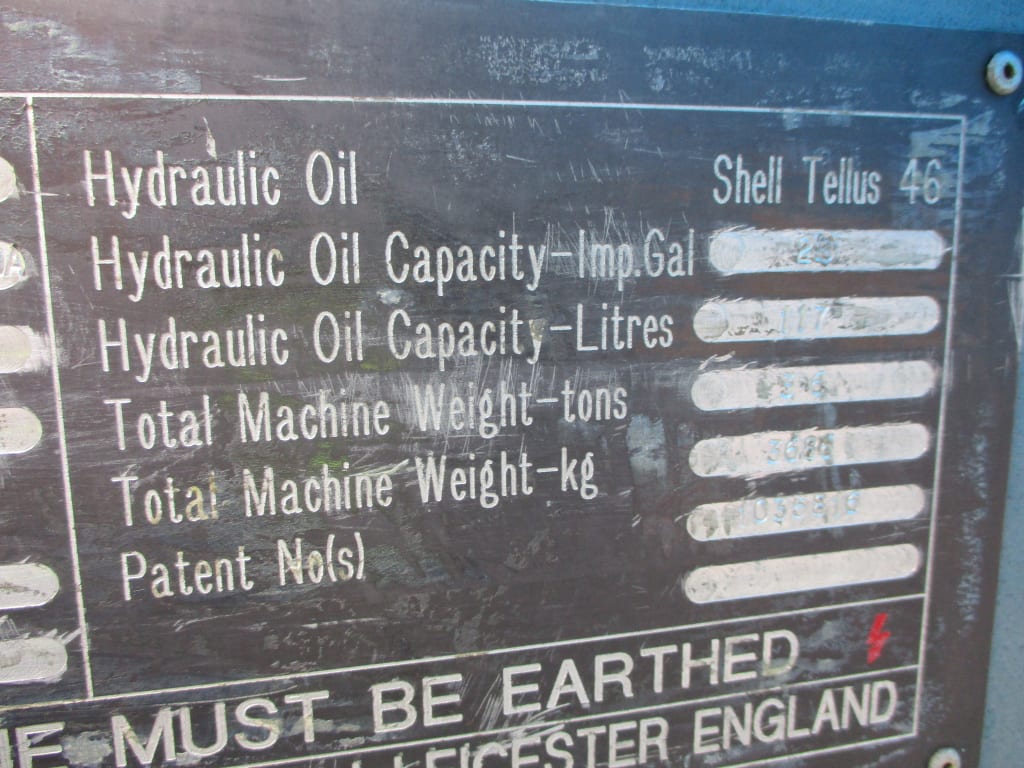 Hydraulic Oil Shell Tellus 46
Hydraulic Oil Capacity-Imp.Gal
Hydraulic Oil Capacity-Litres 117
Total Machine Weight-tons
Total Machine Weight-kg
Patent No(s)
MUST BE EARTHED
LEICESTER ENGLAND